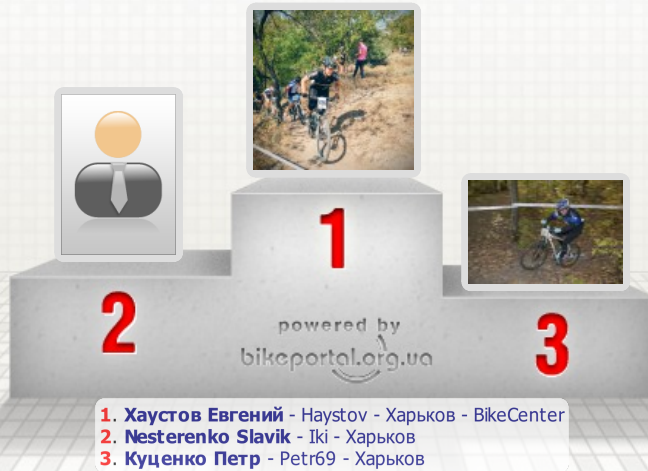 1
2
3
powered by
bikeportal.org.ua
1. Хаустов Евгений - Haystov - Харьков - BikeCenter
2. Nesterenko Slavik - Iki - Харьков
3. Куценко Петр - Petr69 - Харьков